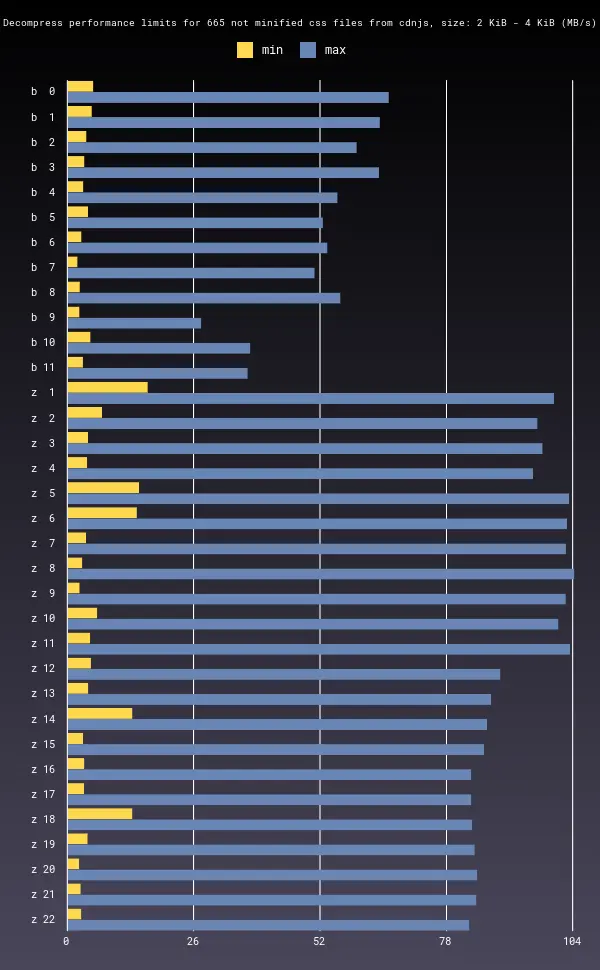 Decompress performance limits for 665 not minified css files from cdnjs, size: 2 KiB - 4 KiB (MB/s)
min max
b 0
b 1
b 2
b 3
b 4
b 5
b 6
b 7
b 8
b 9
b 10
b 11
z 1
z 2
z 3
z 4
z 5
z 6
z 7
z 8
z 9
z 10
z 11
z 12
z 13
z 14
z 15
z 16
z 17
z 18
z 19
z 20
z 21
z 22
0 26 52 78 104